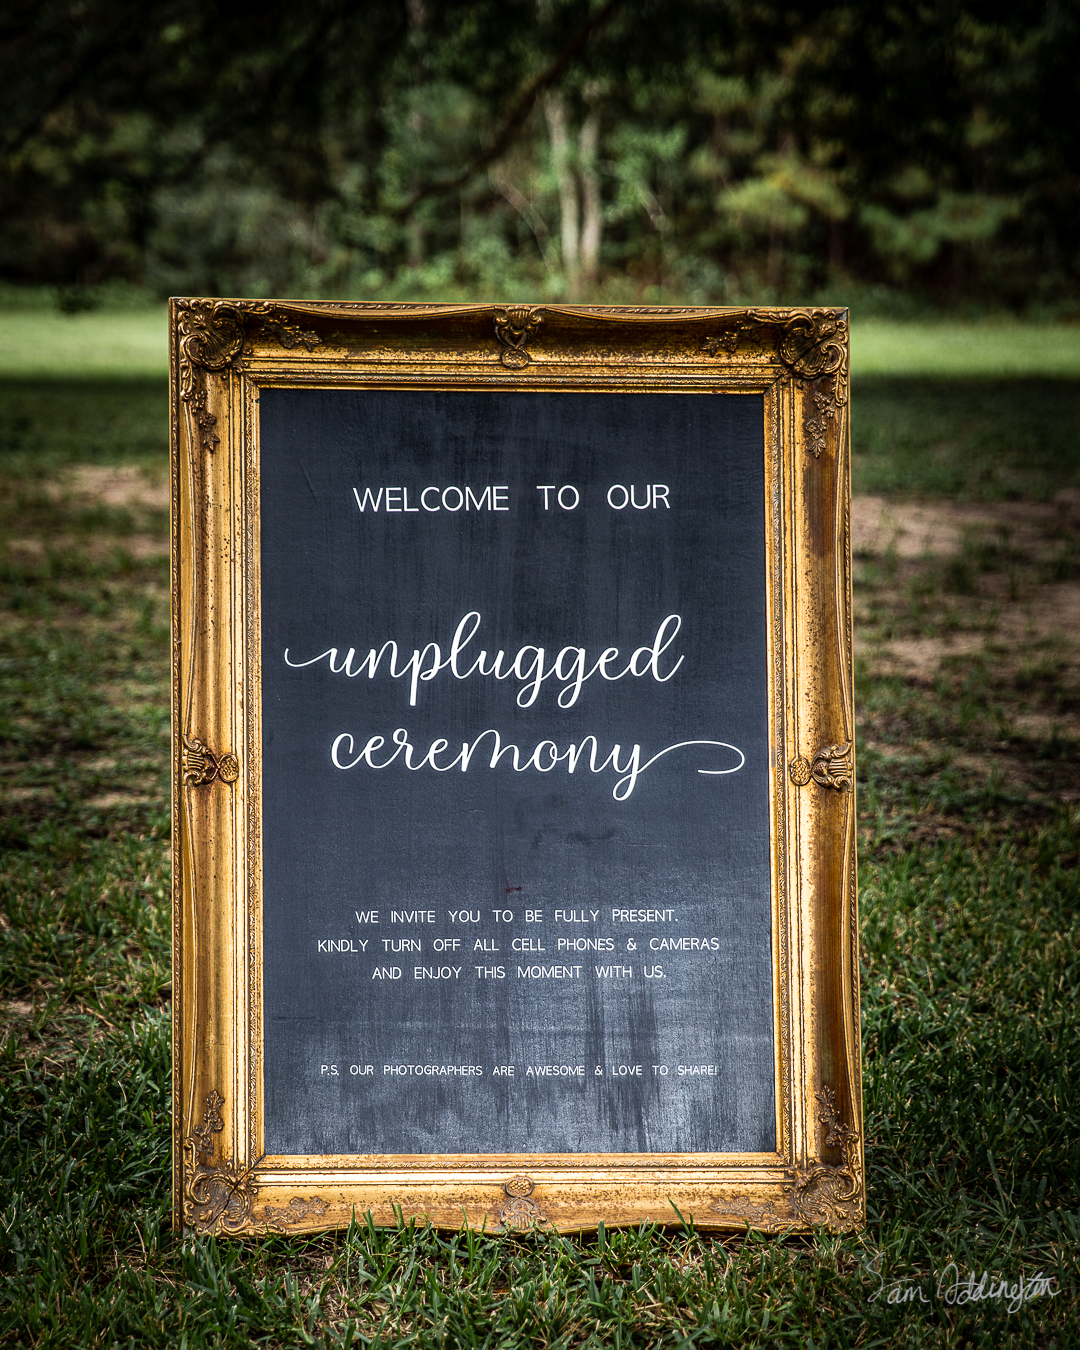 WELCOME TO OUR
unplugged
ceremony
WE INVITE YOU TO BE FULLY PRESENT.
KINDLY TURN OFF ALL CELL PHONES & CAMERAS
AND ENJOY THIS MOMENT WITH US.
P.S. OUR PHOTOGRAPHERS ARE AWESOME & LOVE TO SHARE!
Sam Addington